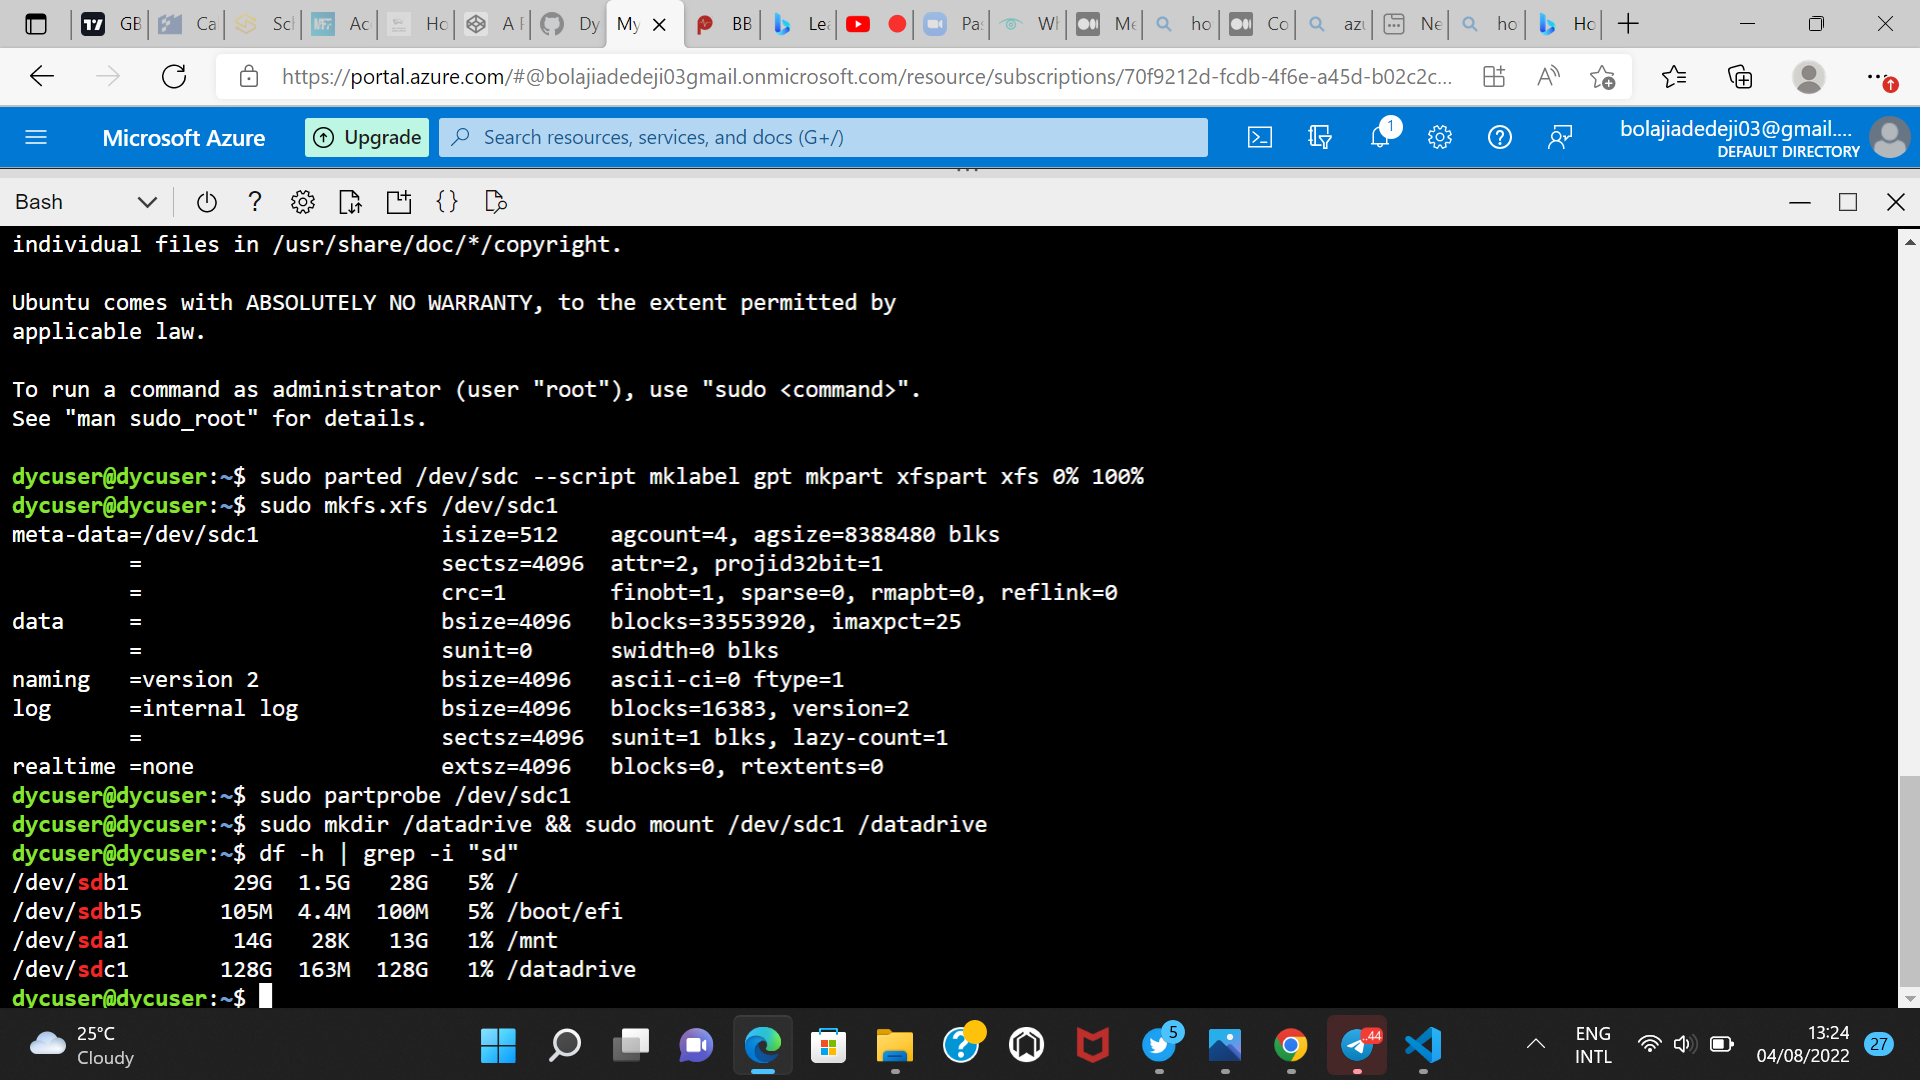 GB
Ca
Sc
Ac
Ho
A F
Dy
My
BB
Le
Pa
Wh
Me
ho
Co
azu
Ne
ho
Ho
https://portal.azure.com/#@bolajiadedeji03gmail.onmicrosoft.com/resource/subscriptions/70f9212d-fcdb-4f6e-a45d-b02c2c...
Microsoft Azure
Upgrade
Search resources, services, and docs (G+/)
1
bolajiadedeji03@gmail....
DEFAULT DIRECTORY
Bash
individual files in /usr/share/doc/*/copyright.
Ubuntu comes with ABSOLUTELY NO WARRANTY, to the extent permitted by
applicable law.
To run a command as administrator (user "root"), use "sudo <command>".
See "man sudo_root" for details.
dycuser@dycuser:~$ sudo parted /dev/sdc --script mklabel gpt mkpart xfspart xfs 0% 100%
dycuser@dycuser:~$ sudo mkfs.xfs /dev/sdc1
meta-data=/dev/sdc1              isize=512    agcount=4, agsize=8388480 blks
         =                       sectsz=4096  attr=2, projid32bit=1
         =                       crc=1        finobt=1, sparse=0, rmapbt=0, reflink=0
data     =                       bsize=4096   blocks=33553920, imaxpct=25
         =                       sunit=0      swidth=0 blks
naming   =version 2              bsize=4096   ascii-ci=0 ftype=1
log      =internal log           bsize=4096   blocks=16383, version=2
         =                       sectsz=4096  sunit=1 blks, lazy-count=1
realtime =none                   extsz=4096   blocks=0, rtextents=0
dycuser@dycuser:~$ sudo partprobe /dev/sdc1
dycuser@dycuser:~$ sudo mkdir /datadrive && sudo mount /dev/sdc1 /datadrive
dycuser@dycuser:~$ df -h | grep -i "sd"
/dev/sdb1        29G  1.5G   28G   5% /
/dev/sdb15      105M  4.4M  100M   5% /boot/efi
/dev/sda1        14G   28K   13G   1% /mnt
/dev/sdc1       128G  163M  128G   1% /datadrive
dycuser@dycuser:~$
25°C
Cloudy
5
..44
ENG
INTL
13:24
04/08/2022
27